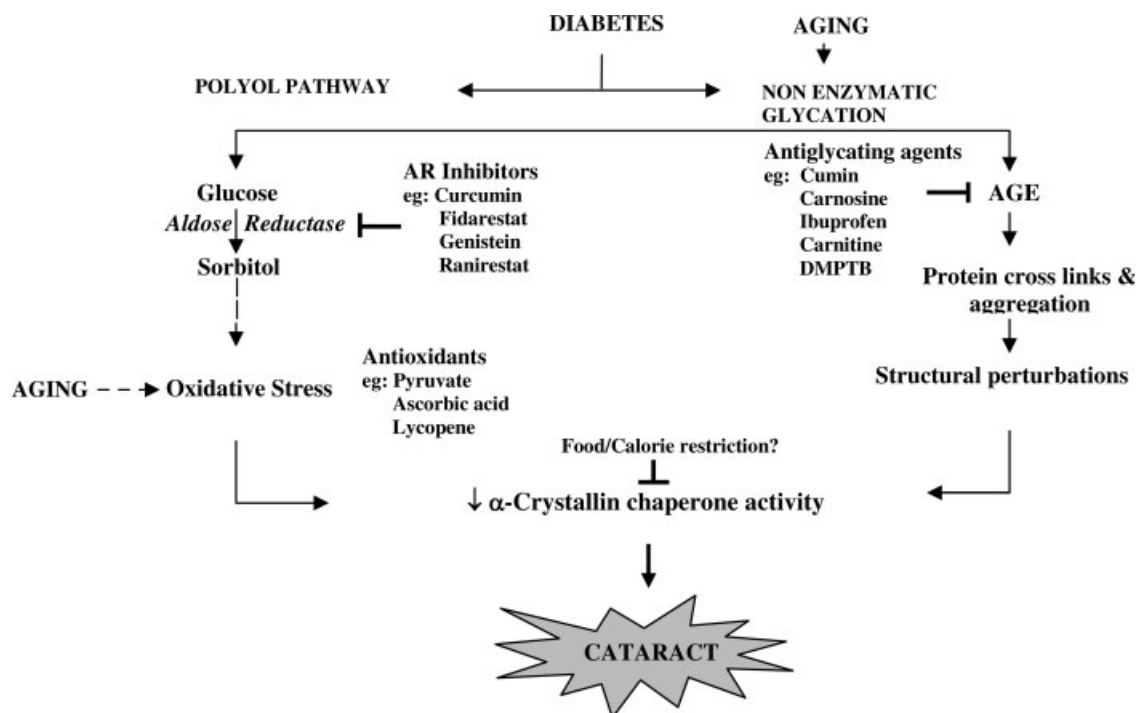 DIABETES
AGING
POLYOL PATHWAY
NON ENZYMATIC
GLYCATION
Glucose
Aldose Reductase
Sorbitol
AR Inhibitors
eg: Curcumin
Fidarestat
Genistein
Ranirestat
Antiglycating agents
eg: Cumin
Carnosine
Ibuprofen
Carnitine
DMPTB
AGE
Protein cross links &
aggregation
Structural perturbations
AGING
Oxidative Stress
Antioxidants
eg: Pyruvate
Ascorbic acid
Lycopene
Food/Calorie restriction?
↓ α-Crystallin chaperone activity
CATARACT